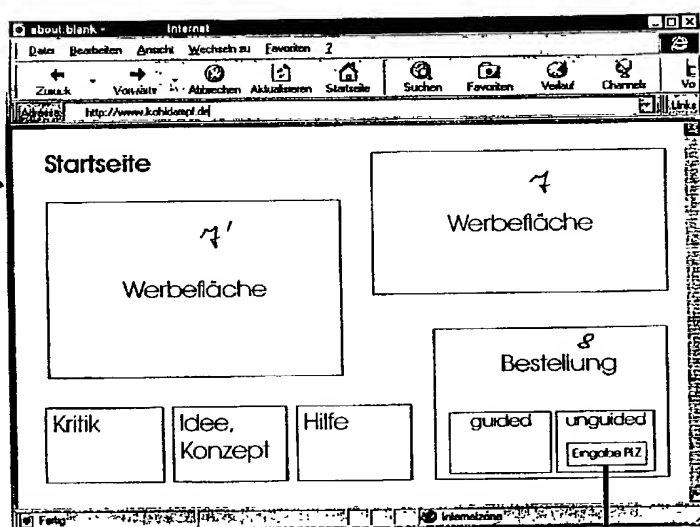 about:blank - Internet
Datei Bearbeiten Ansicht Wechseln zu Favoriten ?
Zurück Vorwärts Abbrechen Aktualisieren Startseite Suchen Favoriten Verlauf Channels Vo
Adresse http://www.kohldampf.de Links
Startseite
7
Werbefläche
7'
Werbefläche
8
Bestellung
guided unguided
Eingabe PLZ
Kritik Idee, Hilfe
Konzept
Fertig Internetzone